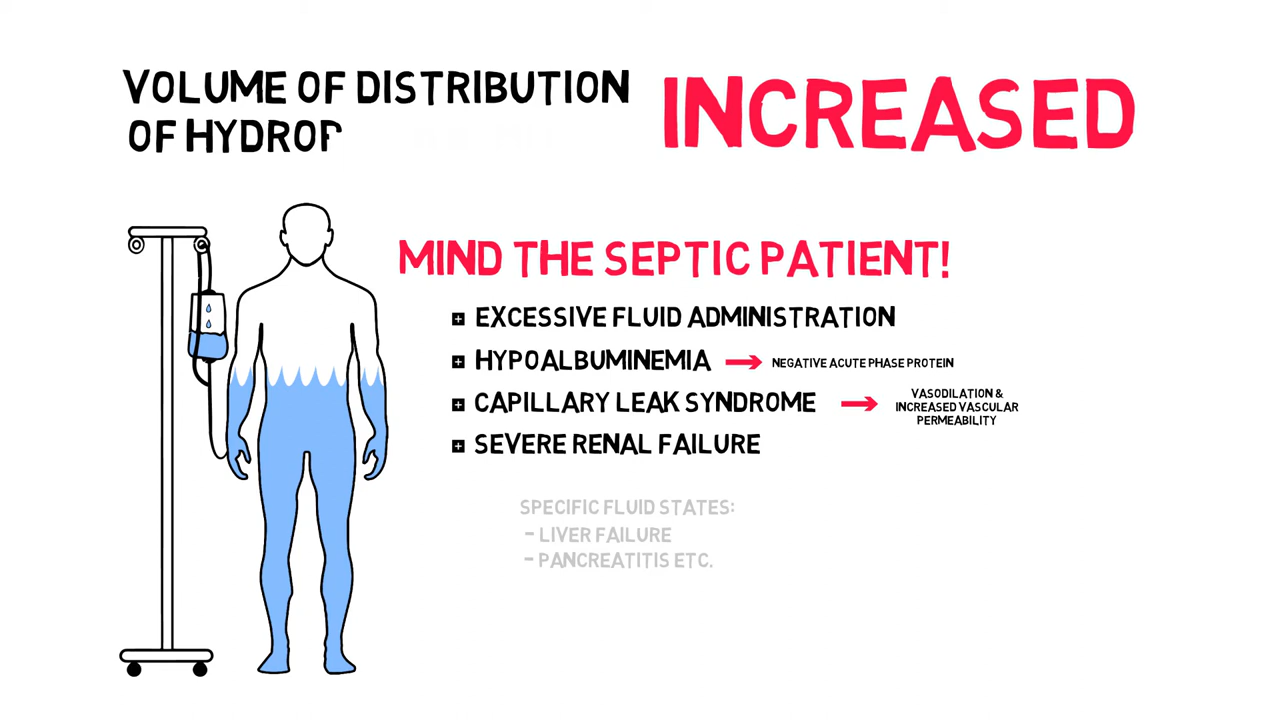 VOLUME OF DISTRIBUTION
OF HYDROP
INCREASED
MIND THE SEPTIC PATIENT!
EXCESSIVE FLUID ADMINISTRATION
HYPOALBUMINEMIA
NEGATIVE ACUTE PHASE PROTEIN
CAPILLARY LEAK SYNDROME
VASODILATION &
INCREASED VASCULAR
PERMEABILITY
SEVERE RENAL FAILURE
SPECIFIC FLUID STATES:
- LIVER FAILURE
- PANCREATITIS ETC.